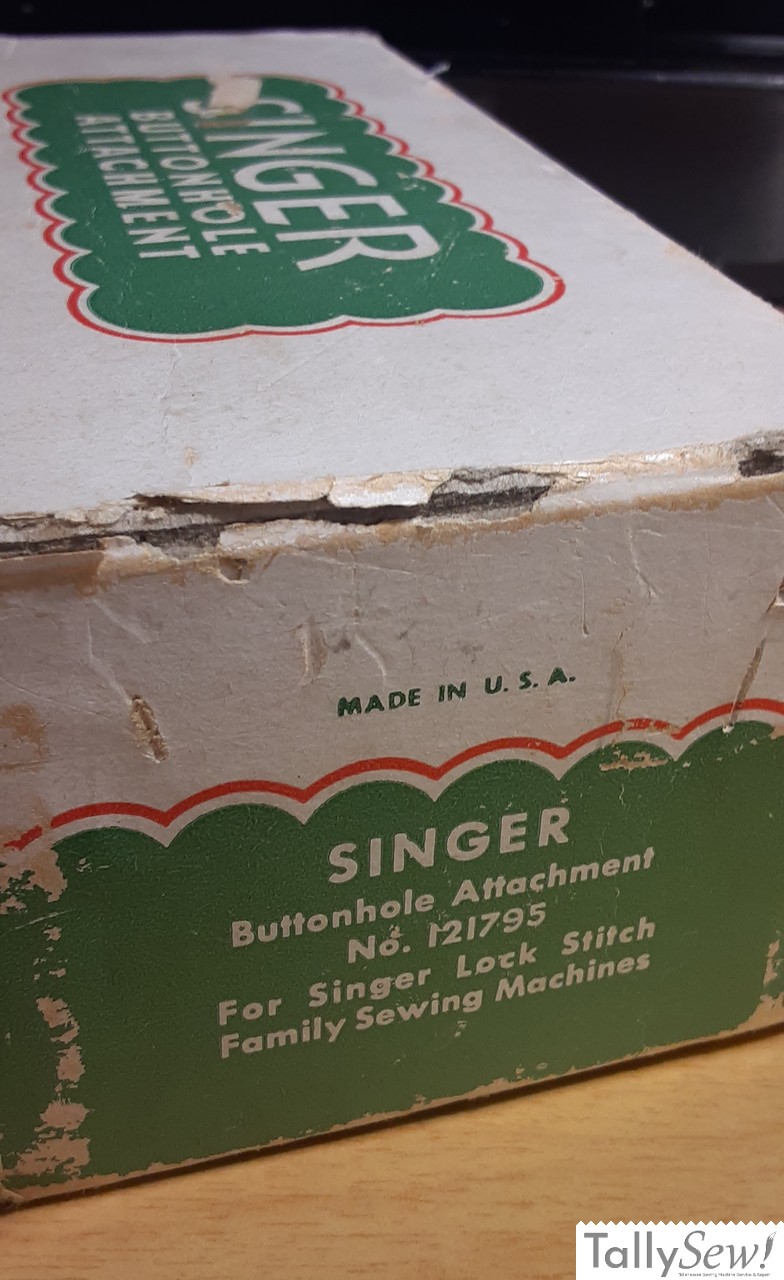 SINGER
BUTTONHOLE
ATTACHMENT
MADE IN U. S. A.
SINGER
Buttonhole Attachment
No. 121795
For Singer Lock Stitch
Family Sewing Machines
TallySew!